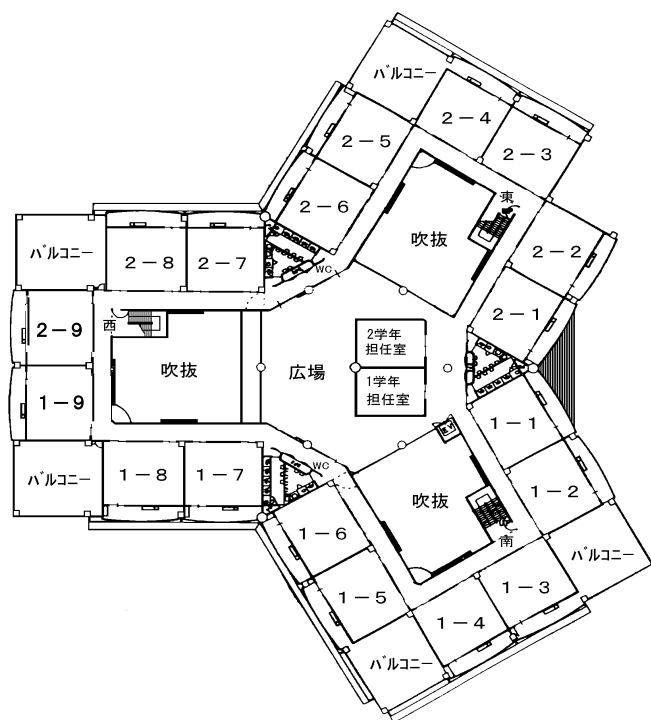 バルコニー
2-4
2-5
2-3
2-6
東
吹抜
WC
2-2
2-1
バルコニー
2-8
2-7
西
2-9
吹抜
広場
2学年
担任室
1学年
担任室
1-9
1-1
バルコニー
1-8
1-7
WC
吹抜
1-2
南
1-6
バルコニー
1-5
1-3
1-4
バルコニー